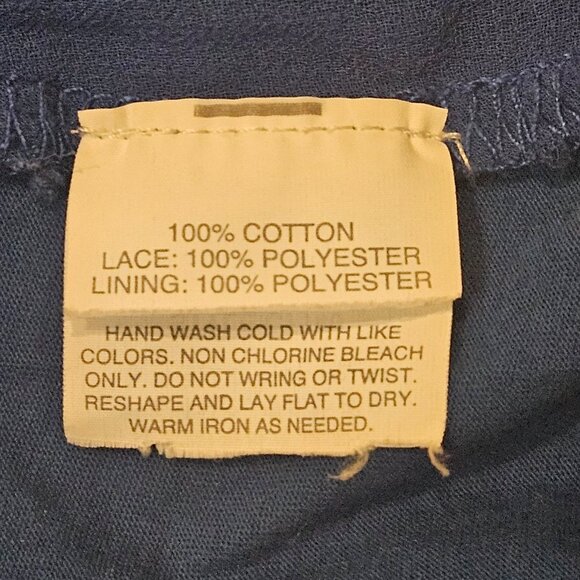 100% COTTON
LACE: 100% POLYESTER
LINING: 100% POLYESTER
HAND WASH COLD WITH LIKE
COLORS. NON CHLORINE BLEACH
ONLY. DO NOT WRING OR TWIST.
RESHAPE AND LAY FLAT TO DRY.
WARM IRON AS NEEDED.